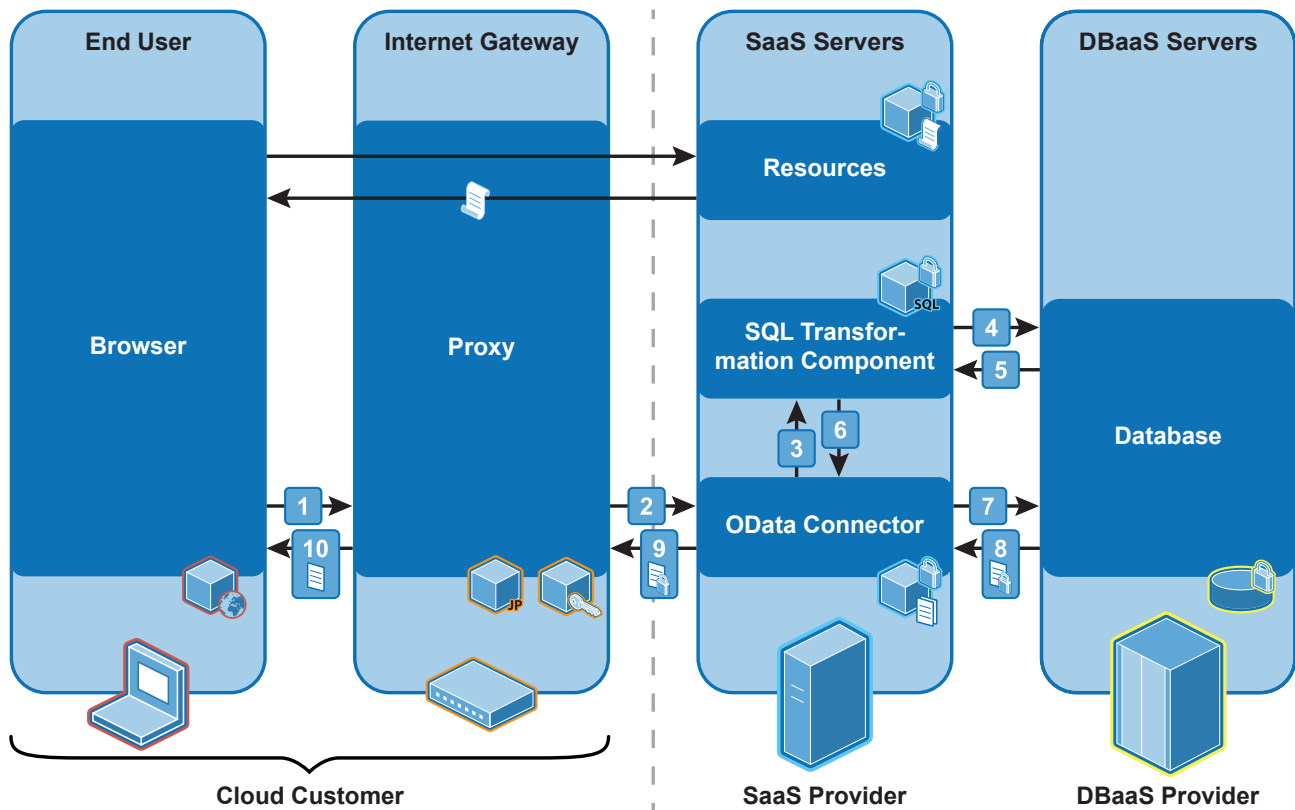 End User
Internet Gateway
SaaS Servers
DBaaS Servers
Resources
SQL
Browser
Proxy
SQL Transfor-
mation Component
4
5
3
6
Database
1
2
OData Connector
7
10
9
8
JP
Cloud Customer
SaaS Provider
DBaaS Provider